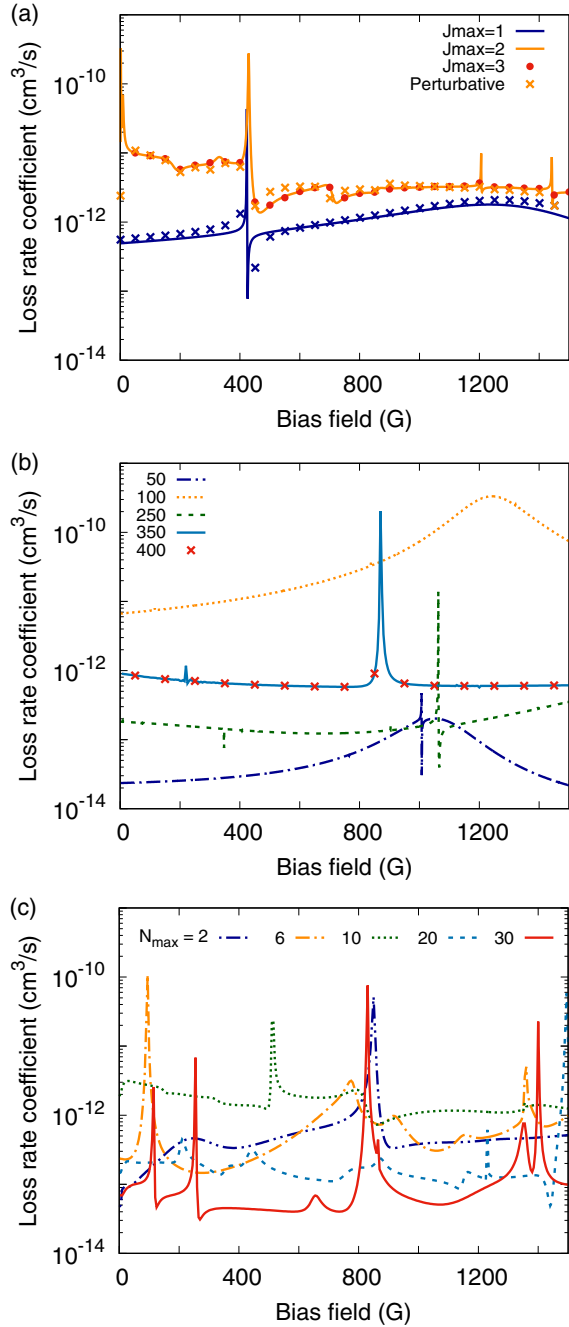 (a)
Loss rate coefficient (cm³/s)
10⁻¹⁰
10⁻¹²
10⁻¹⁴
Jmax=1
Jmax=2
Jmax=3
Perturbative
0 400 800 1200
Bias field (G)
(b)
Loss rate coefficient (cm³/s)
10⁻¹⁰
10⁻¹²
10⁻¹⁴
50
100
250
350
400
0 400 800 1200
Bias field (G)
(c)
Loss rate coefficient (cm³/s)
10⁻¹⁰
10⁻¹²
10⁻¹⁴
Nmax = 2 6 10 20 30
0 400 800 1200
Bias field (G)